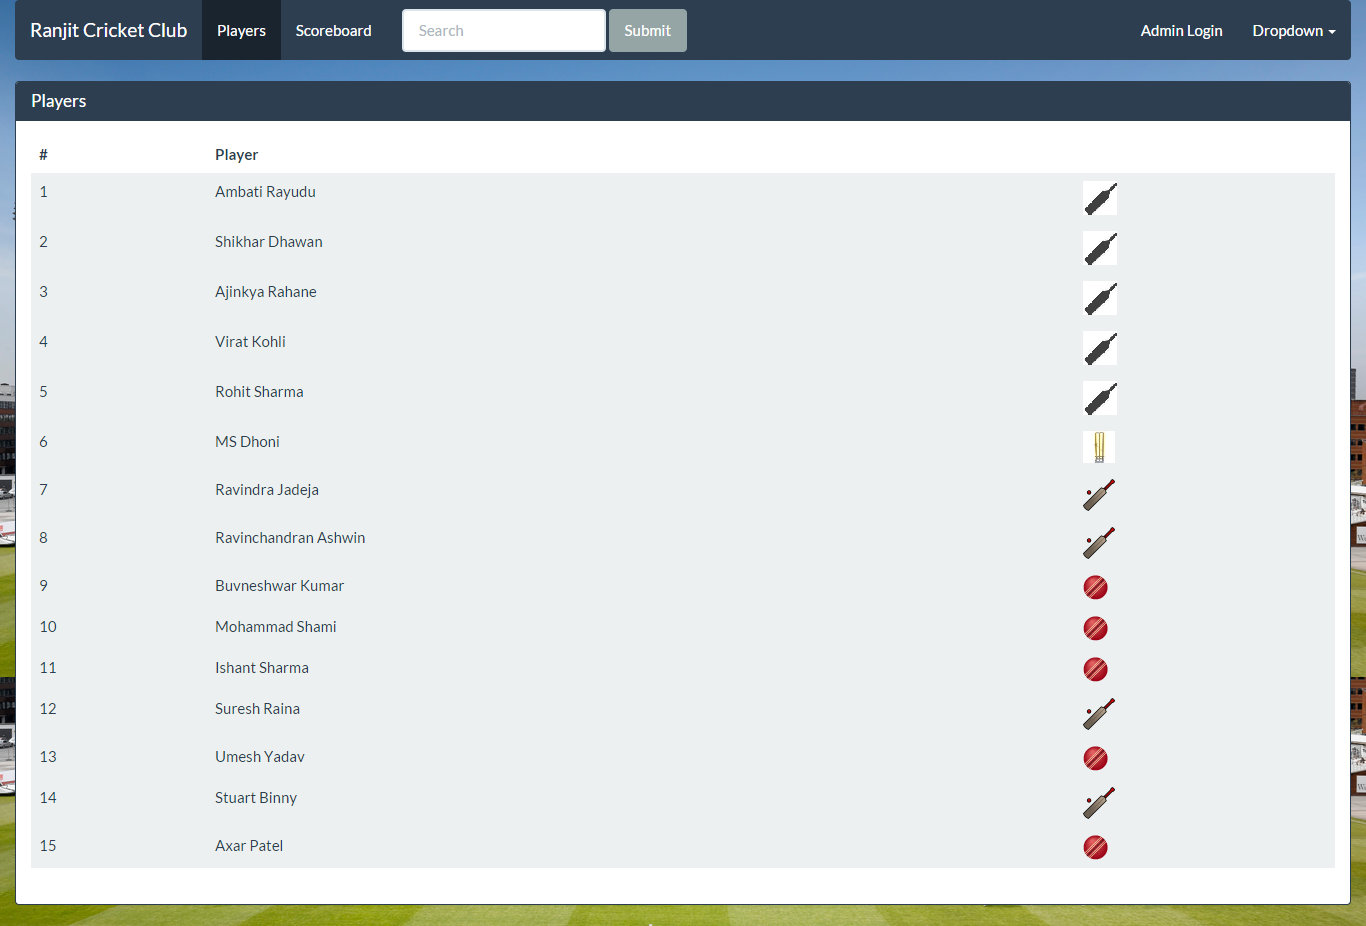 Ranjit Cricket Club Players Scoreboard Search Submit Admin Login Dropdown
Players
# Player
1 Ambati Rayudu
2 Shikhar Dhawan
3 Ajinkya Rahane
4 Virat Kohli
5 Rohit Sharma
6 MS Dhoni
7 Ravindra Jadeja
8 Ravinchandran Ashwin
9 Buvneshwar Kumar
10 Mohammad Shami
11 Ishant Sharma
12 Suresh Raina
13 Umesh Yadav
14 Stuart Binny
15 Axar Patel